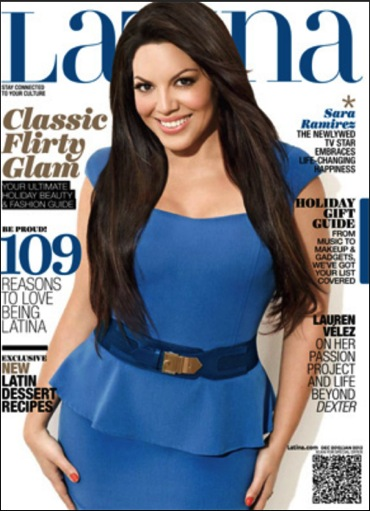 Latina
STAY CONNECTED
TO YOUR CULTURE
Classic
Flirty
Glam
YOUR ULTIMATE
HOLIDAY BEAUTY
& FASHION GUIDE
BE PROUD!
109
REASONS
TO LOVE
BEING
LATINA
EXCLUSIVE
NEW
LATIN
DESSERT
RECIPES
*
Sara
Ramirez
THE NEWLYWED
TV STAR
EMBRACES
LIFE-CHANGING
HAPPINESS
HOLIDAY
GIFT
GUIDE
FROM
MUSIC TO
MAKEUP &
GADGETS,
WE'VE GOT
YOUR LIST
COVERED
LAUREN
VÉLEZ
ON HER
PASSION
PROJECT
AND LIFE
BEYOND
DEXTER
Latina.com DEC 2012/JAN 2013